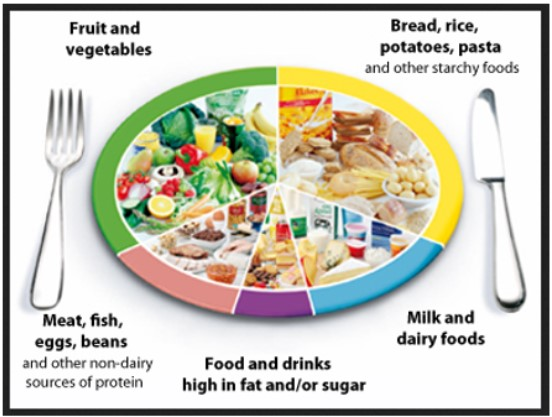 Fruit and
vegetables
Bread, rice,
potatoes, pasta
and other starchy foods
Meat, fish,
eggs, beans
and other non-dairy
sources of protein
Food and drinks
high in fat and/or sugar
Milk and
dairy foods